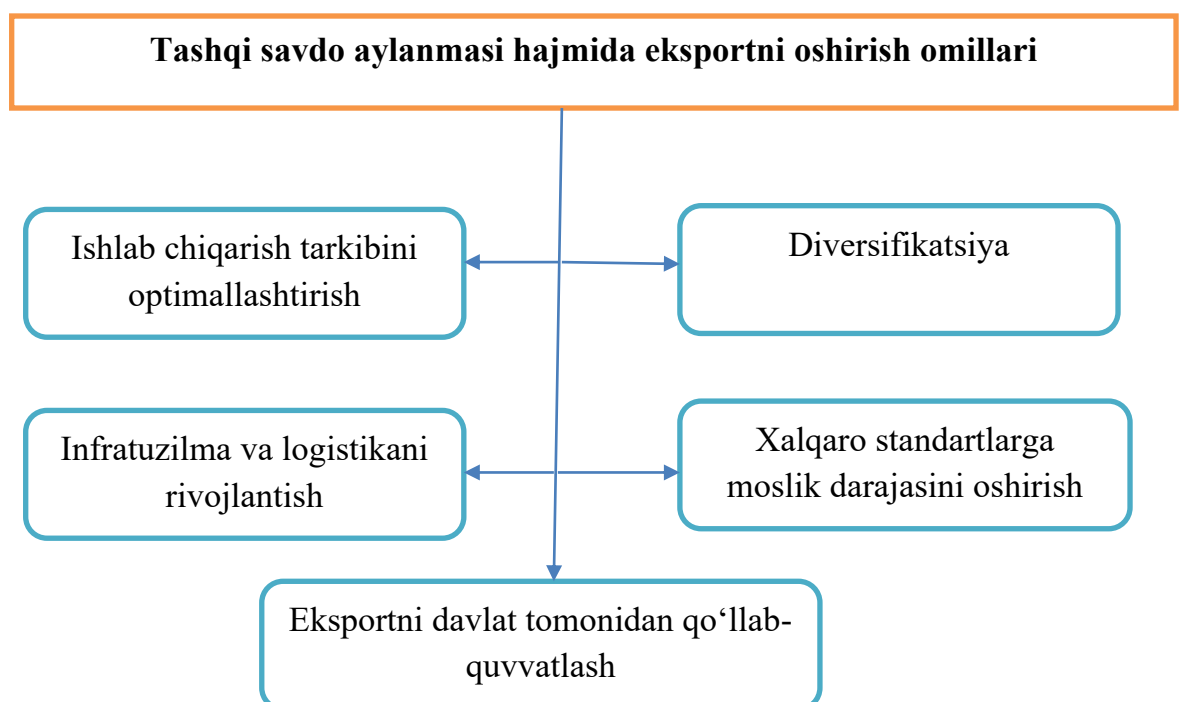 Tashqi savdo aylanmasi hajmida eksportni oshirish omillari
Ishlab chiqarish tarkibini
optimallashtirish
Diversifikatsiya
Infratuzilma va logistikani
rivojlantish
Xalqaro standartlarga
moslik darajasini oshirish
Eksportni davlat tomonidan qo‘llab-
quvvatlash